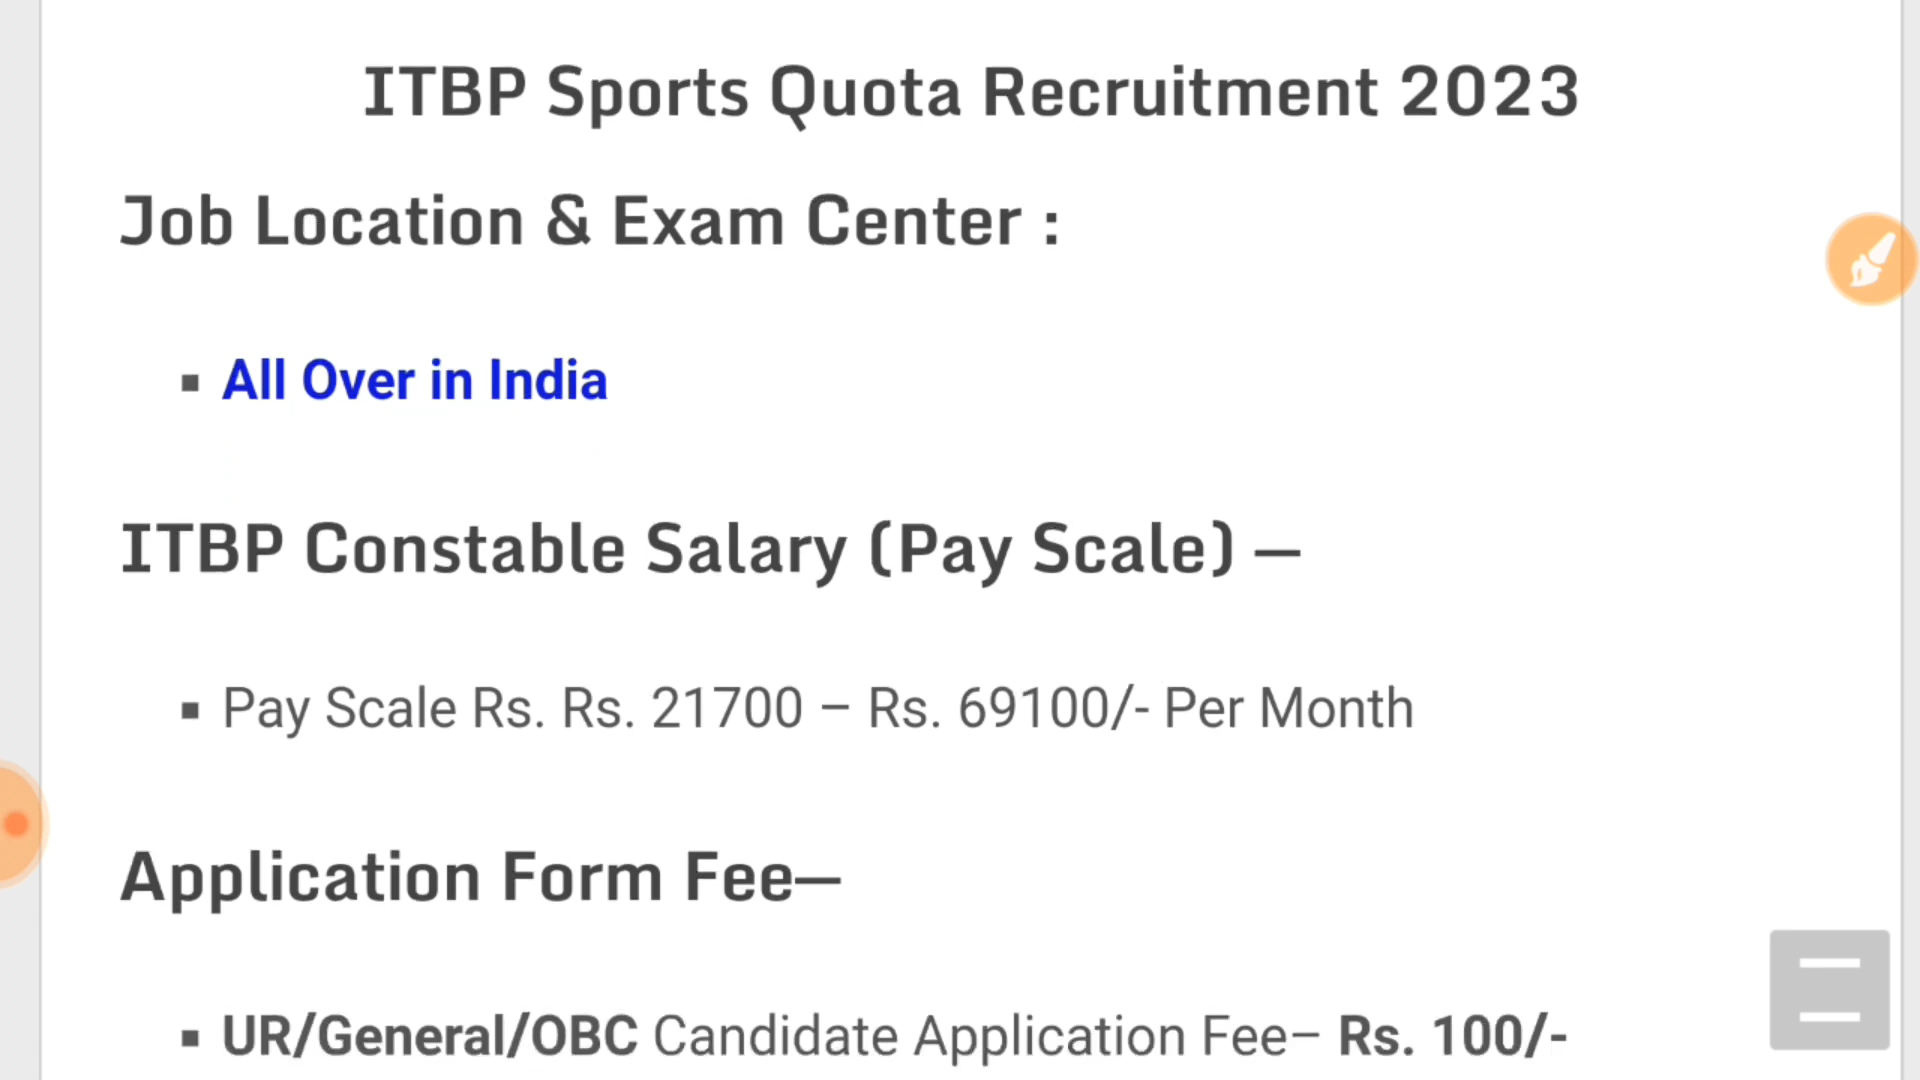 ITBP Sports Quota Recruitment 2023
Job Location & Exam Center :
▪ All Over in India
ITBP Constable Salary (Pay Scale) —
▪ Pay Scale Rs. Rs. 21700 – Rs. 69100/- Per Month
Application Form Fee—
▪ UR/General/OBC Candidate Application Fee– Rs. 100/-